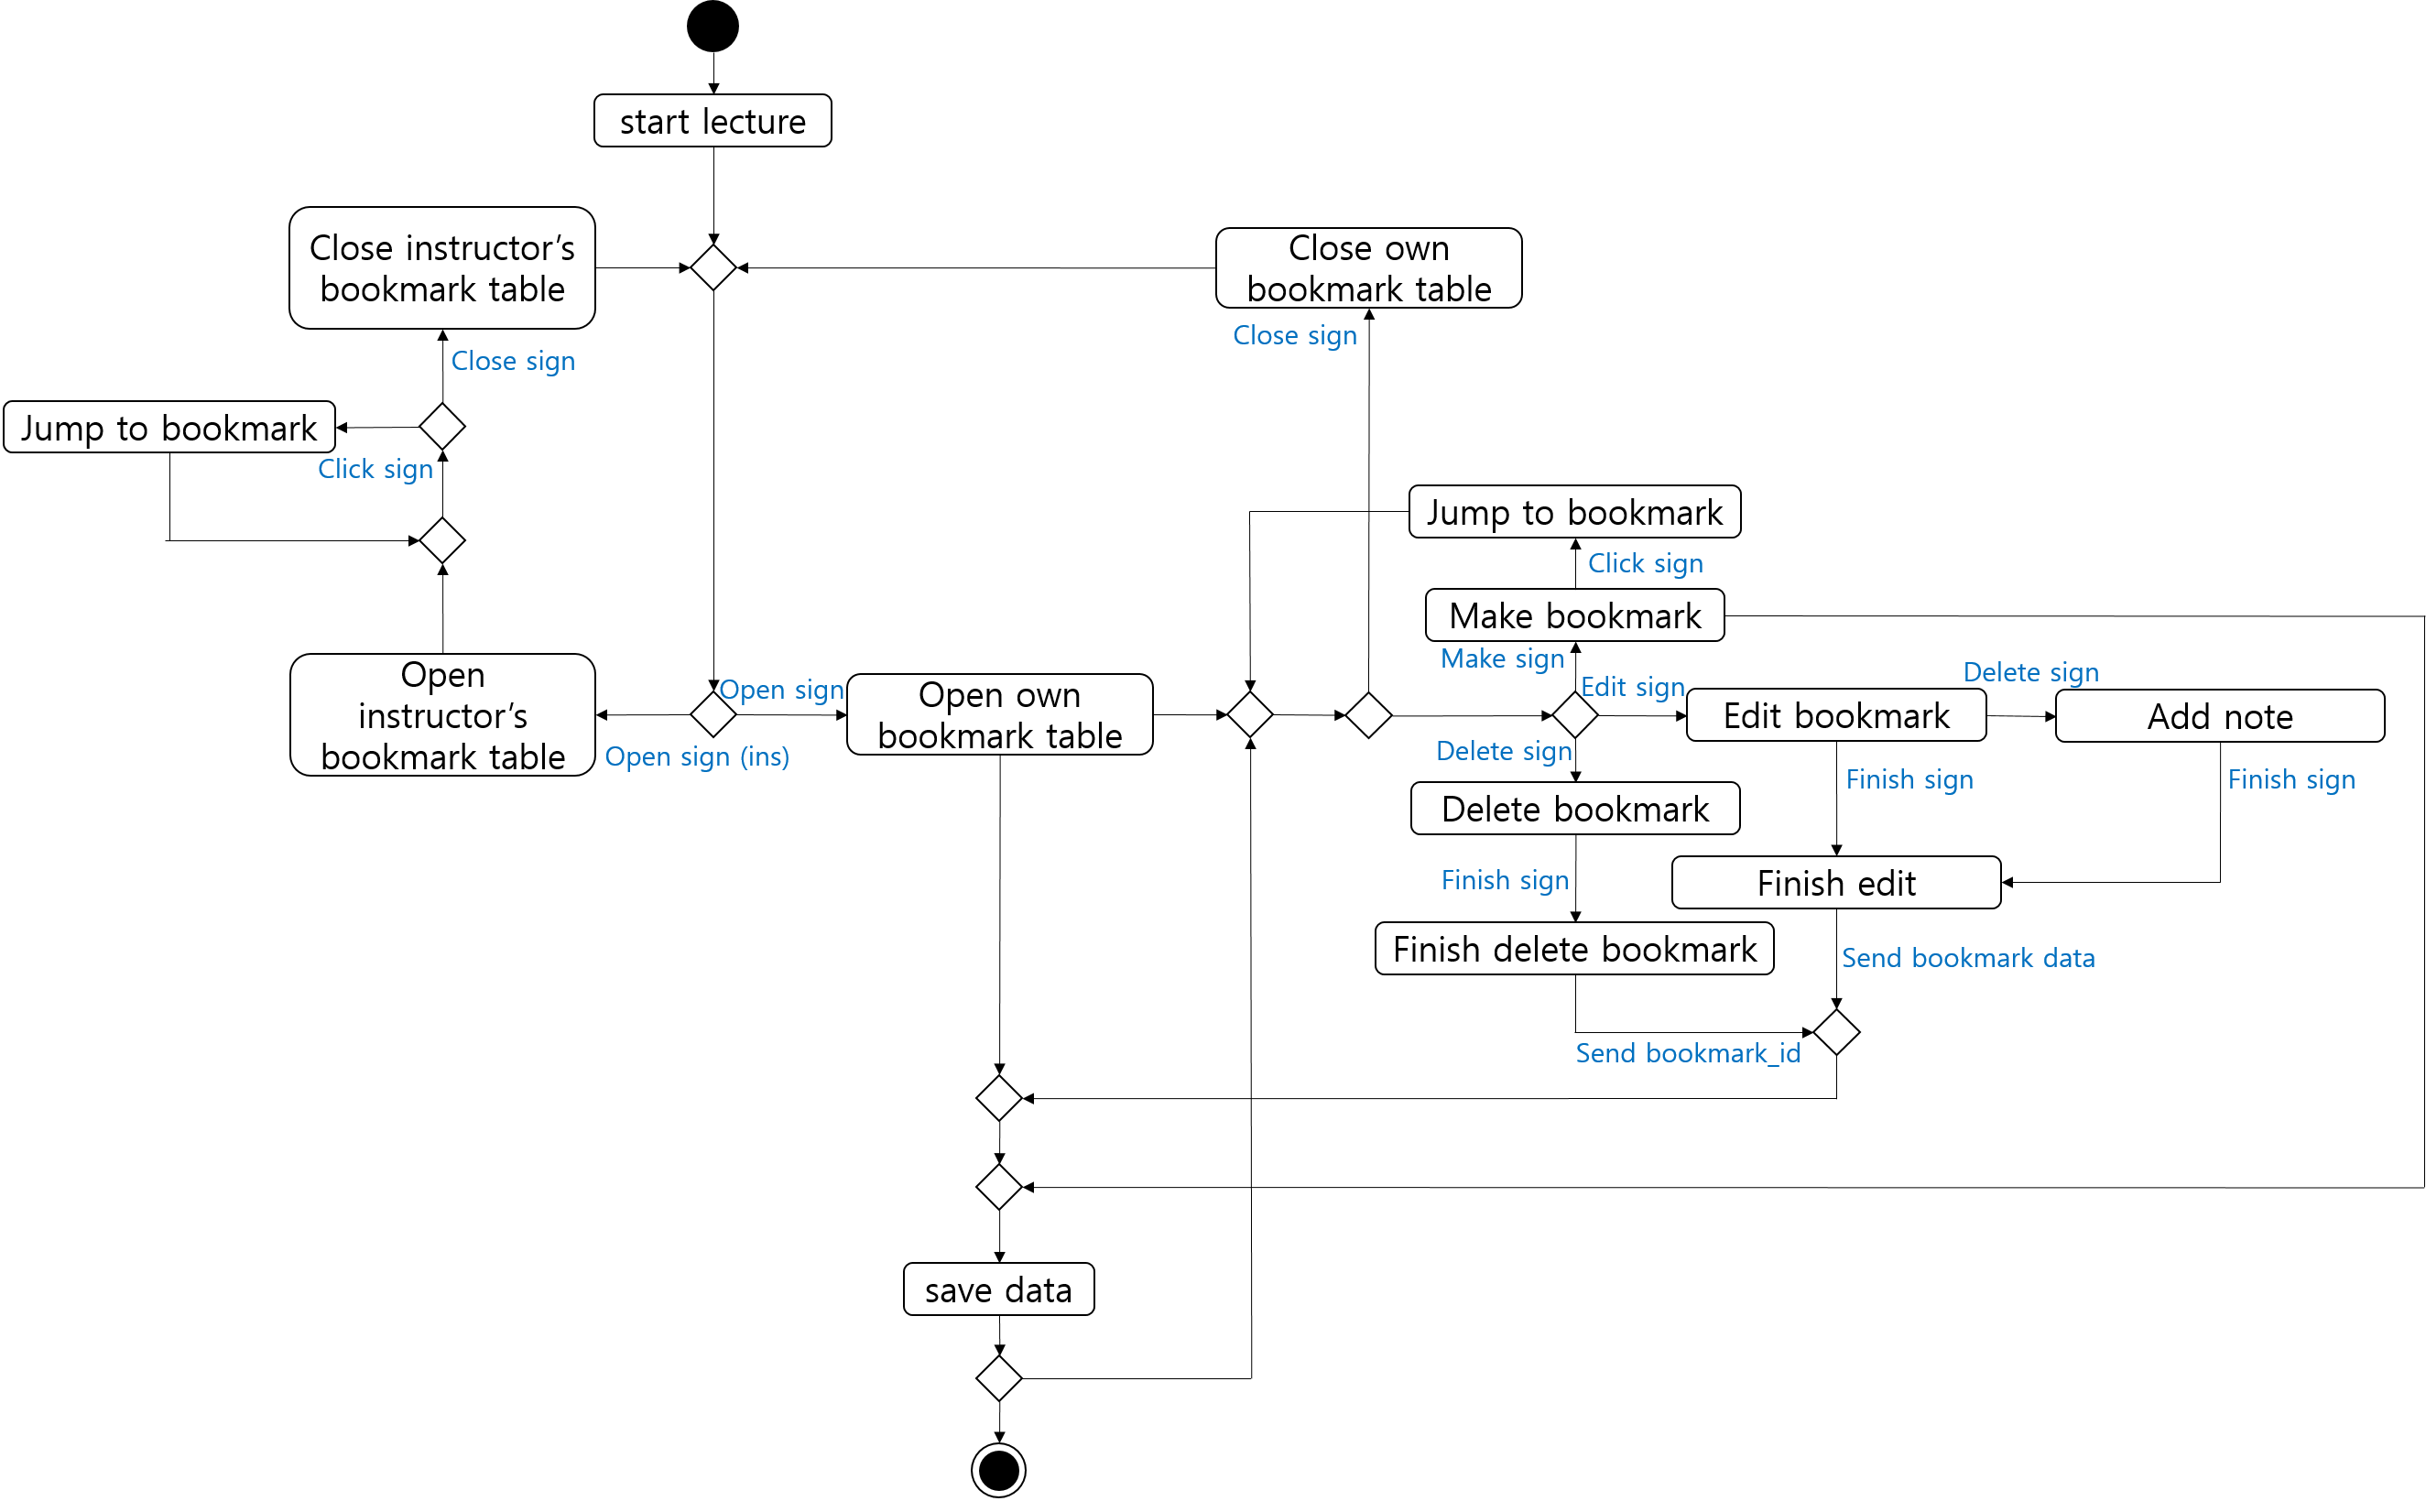 start lecture
Close instructor’s
bookmark table
Close own
bookmark table
Close sign
Close sign
Jump to bookmark
Click sign
Jump to bookmark
Click sign
Make bookmark
Make sign
Edit sign
Delete sign
Open
instructor’s
bookmark table
Open sign
Open sign (ins)
Open own
bookmark table
Edit bookmark
Add note
Delete sign
Delete bookmark
Finish sign
Finish sign
Finish sign
Finish edit
Finish delete bookmark
Send bookmark data
Send bookmark_id
save data